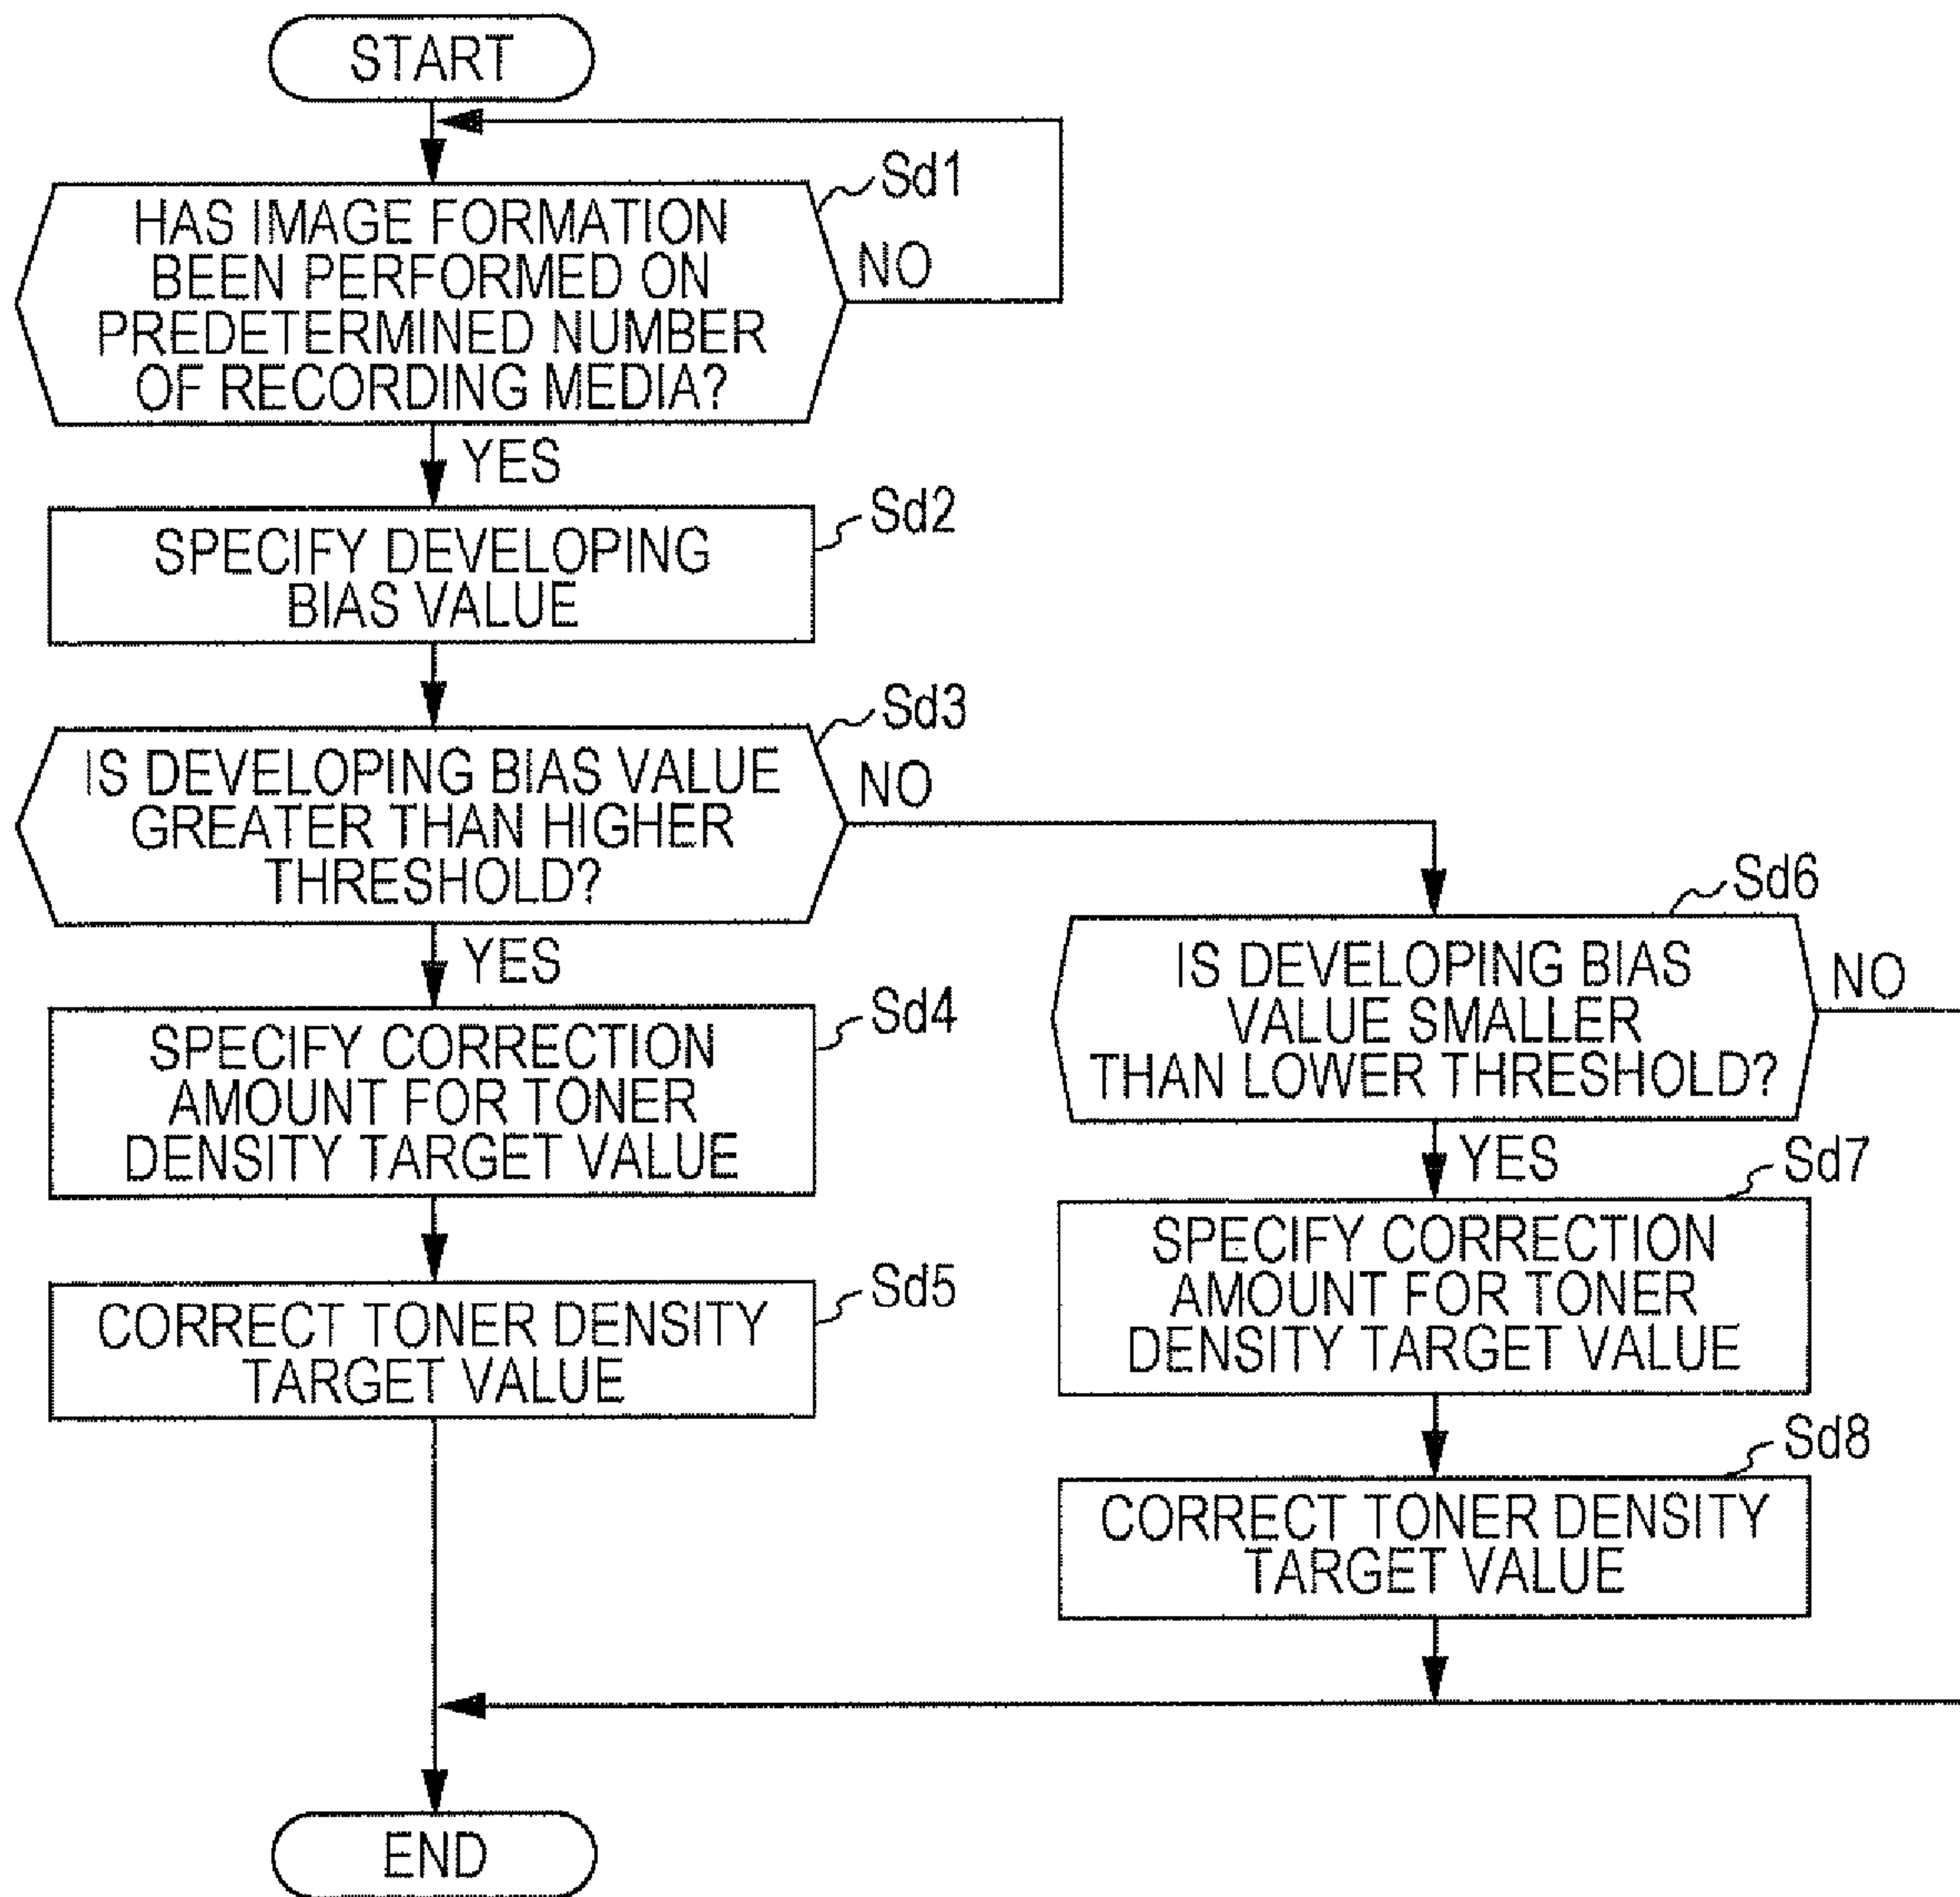 START
Sd1
HAS IMAGE FORMATION
BEEN PERFORMED ON
PREDETERMINED NUMBER
OF RECORDING MEDIA?
NO
YES
Sd2
SPECIFY DEVELOPING
BIAS VALUE
Sd3
IS DEVELOPING BIAS VALUE
GREATER THAN HIGHER
THRESHOLD?
NO
YES
Sd4
SPECIFY CORRECTION
AMOUNT FOR TONER
DENSITY TARGET VALUE
Sd5
CORRECT TONER DENSITY
TARGET VALUE
Sd6
IS DEVELOPING BIAS
VALUE SMALLER
THAN LOWER THRESHOLD?
NO
YES
Sd7
SPECIFY CORRECTION
AMOUNT FOR TONER
DENSITY TARGET VALUE
Sd8
CORRECT TONER DENSITY
TARGET VALUE
END